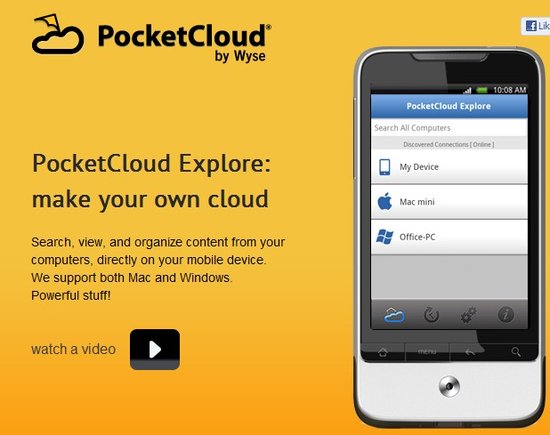 PocketCloud®
by Wyse
Lik
10:08 AM
PocketCloud Explore
Search All Computers
Discovered Connections [ Online ]
My Device
Mac mini
Office-PC
MENU
PocketCloud Explore:
make your own cloud
Search, view, and organize content from your
computers, directly on your mobile device.
We support both Mac and Windows.
Powerful stuff!
watch a video